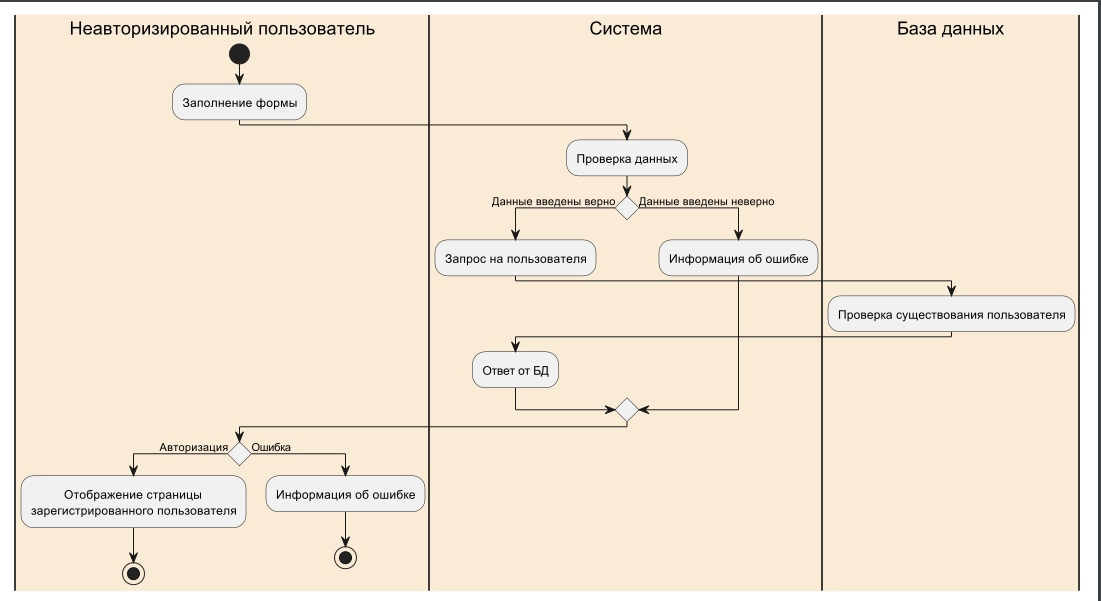 Неавторизированный пользователь
Система
База данных
Заполнение формы
Проверка данных
Данные введены верно
Данные введены неверно
Запрос на пользователя
Информация об ошибке
Проверка существования пользователя
Ответ от БД
Авторизация
Ошибка
Отображение страницы
зарегистрированного пользователя
Информация об ошибке